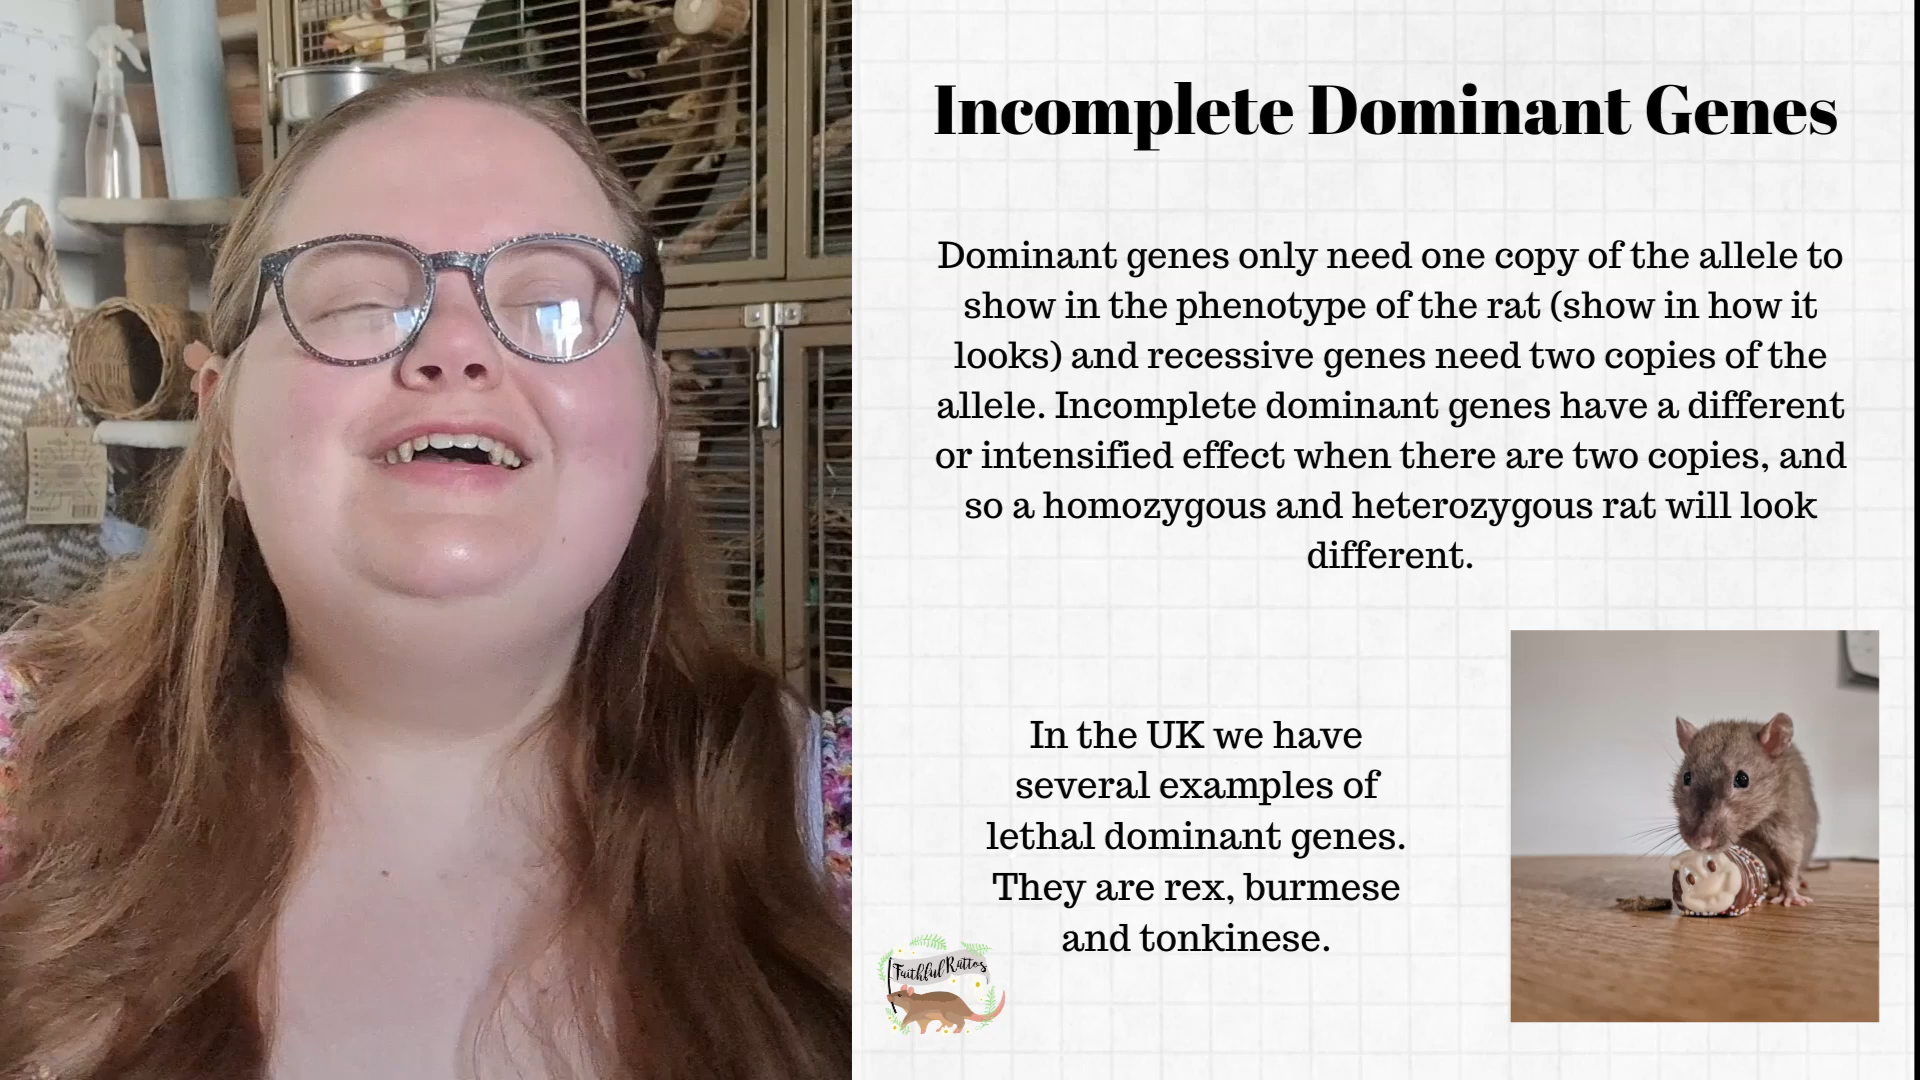 Incomplete Dominant Genes
Dominant genes only need one copy of the allele to
show in the phenotype of the rat (show in how it
looks) and recessive genes need two copies of the
allele. Incomplete dominant genes have a different
or intensified effect when there are two copies, and
so a homozygous and heterozygous rat will look
different.
In the UK we have
several examples of
lethal dominant genes.
They are rex, burmese
and tonkinese.
Faithful Rattos